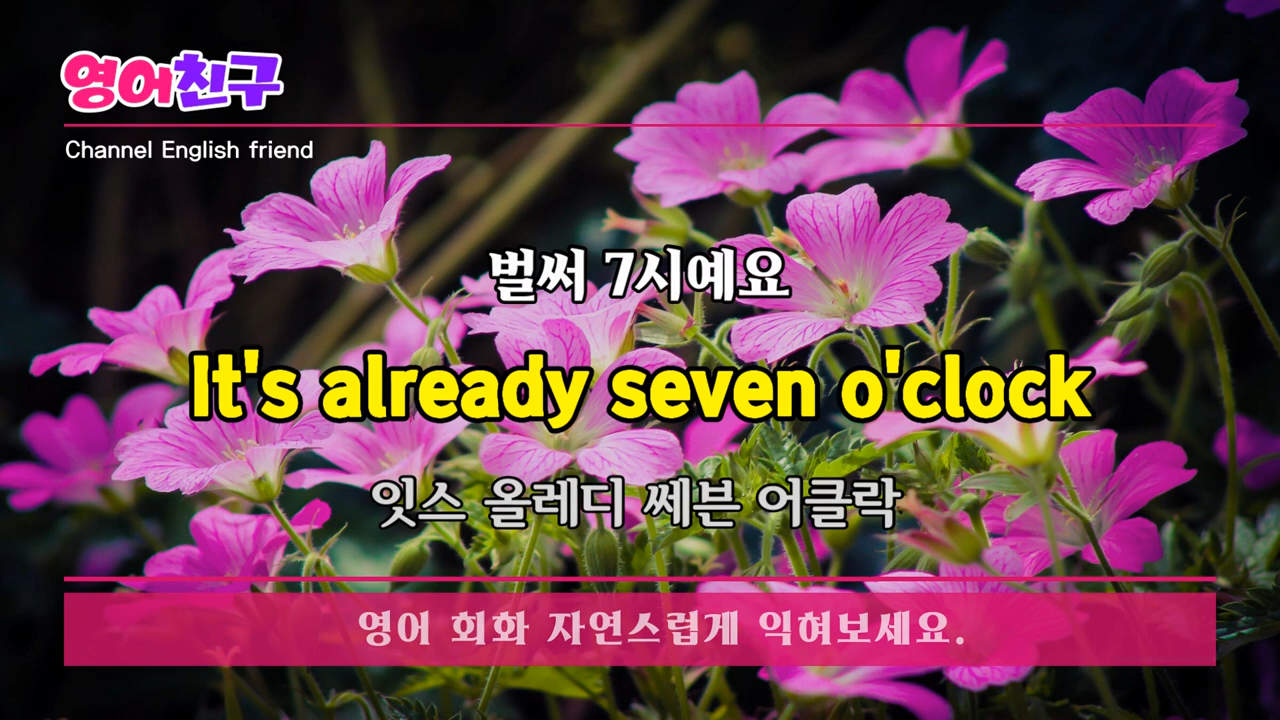 영어친구
Channel English friend
벌써 7시예요
It's already seven o'clock
잇스 올레디 쎄븐 어클락
영어 회화 자연스럽게 익혀보세요.